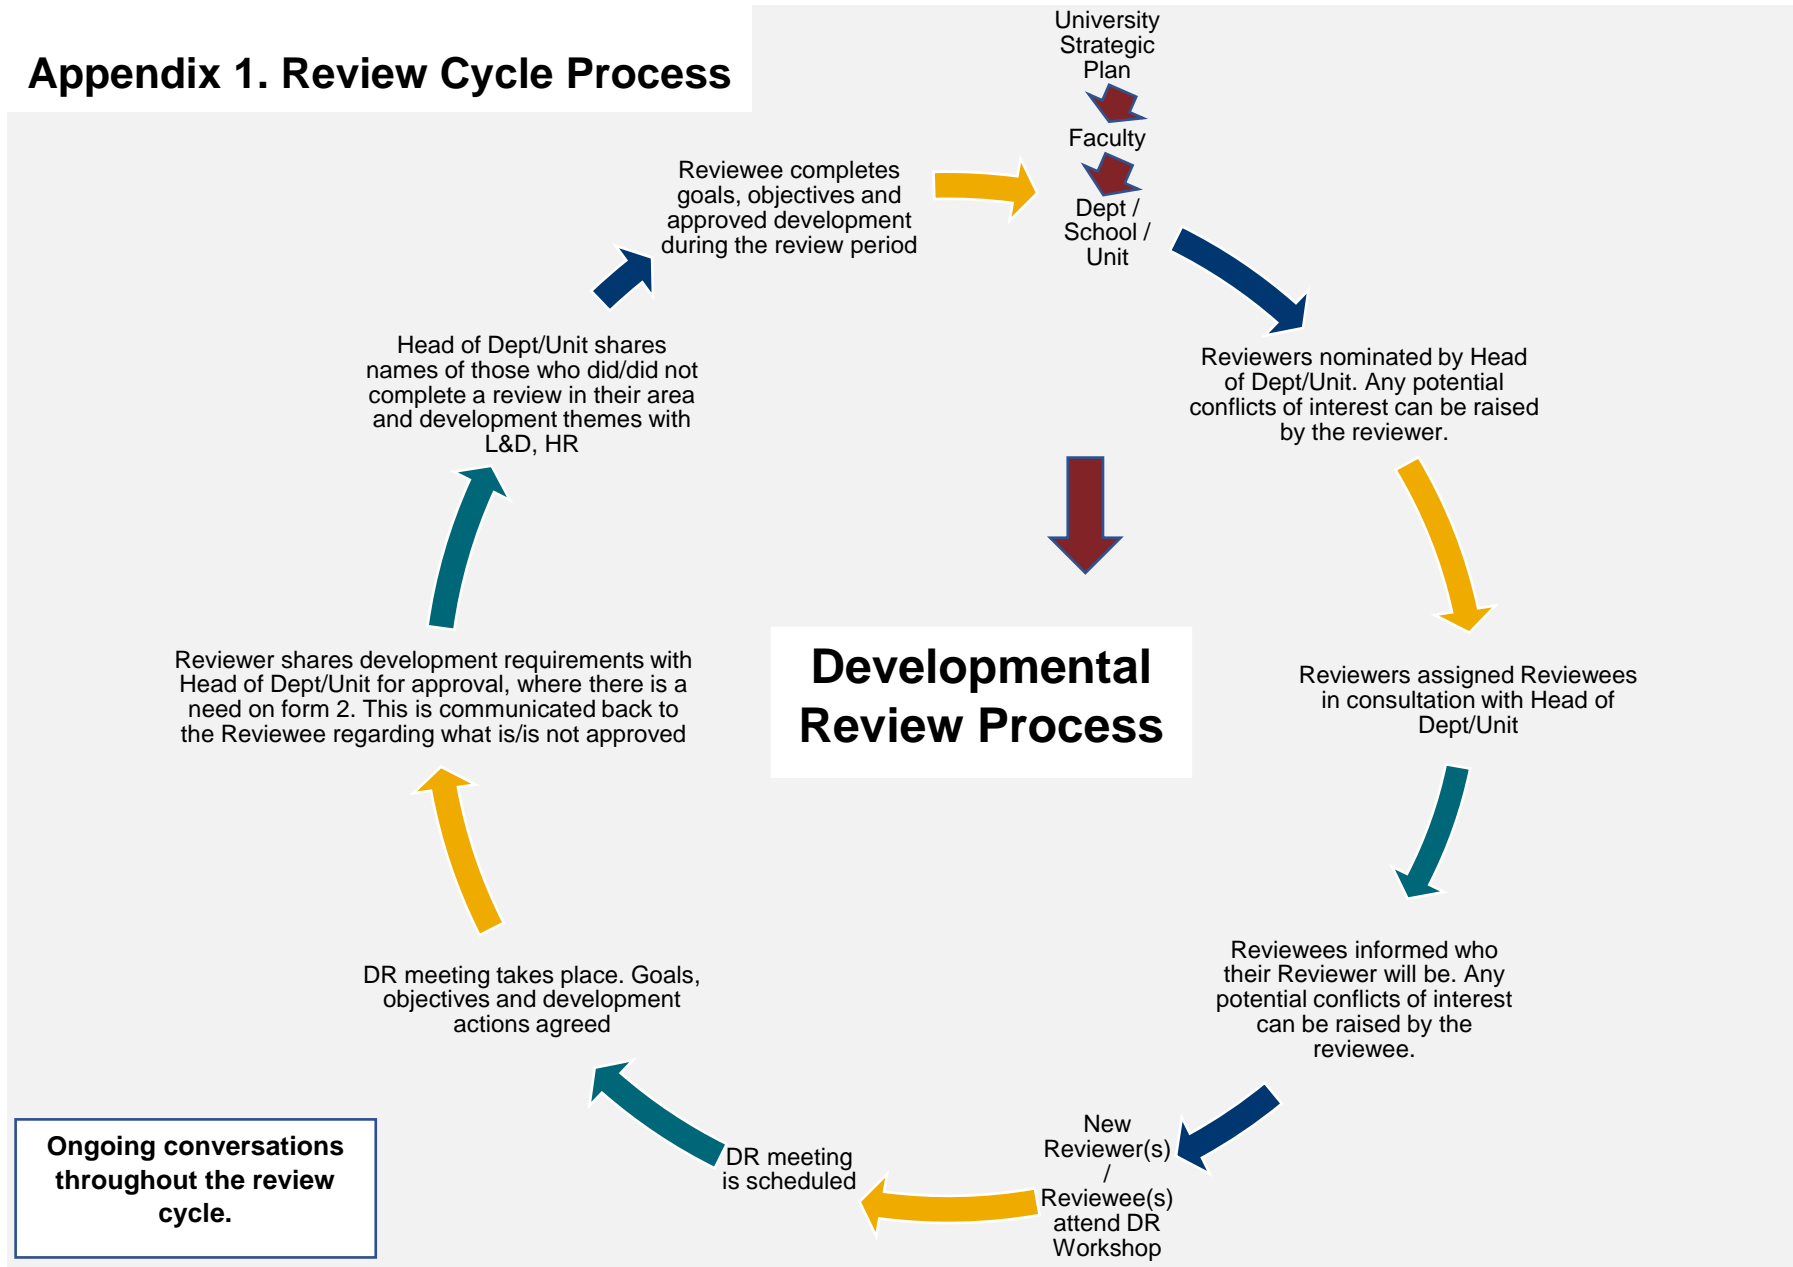 Appendix 1. Review Cycle Process
University
Strategic
Plan
Faculty
Dept /
School /
Unit
Reviewers nominated by Head
of Dept/Unit. Any potential
conflicts of interest can be raised
by the reviewer.
Reviewers assigned Reviewees
in consultation with Head of
Dept/Unit
Reviewees informed who
their Reviewer will be. Any
potential conflicts of interest
can be raised by the
reviewee.
New
Reviewer(s)
/
Reviewee(s)
attend DR
Workshop
DR meeting
is scheduled
DR meeting takes place. Goals,
objectives and development
actions agreed
Reviewer shares development requirements with
Head of Dept/Unit for approval, where there is a
need on form 2. This is communicated back to
the Reviewee regarding what is/is not approved
Head of Dept/Unit shares
names of those who did/did not
complete a review in their area
and development themes with
L&D, HR
Reviewee completes
goals, objectives and
approved development
during the review period
Developmental
Review Process
Ongoing conversations
throughout the review
cycle.